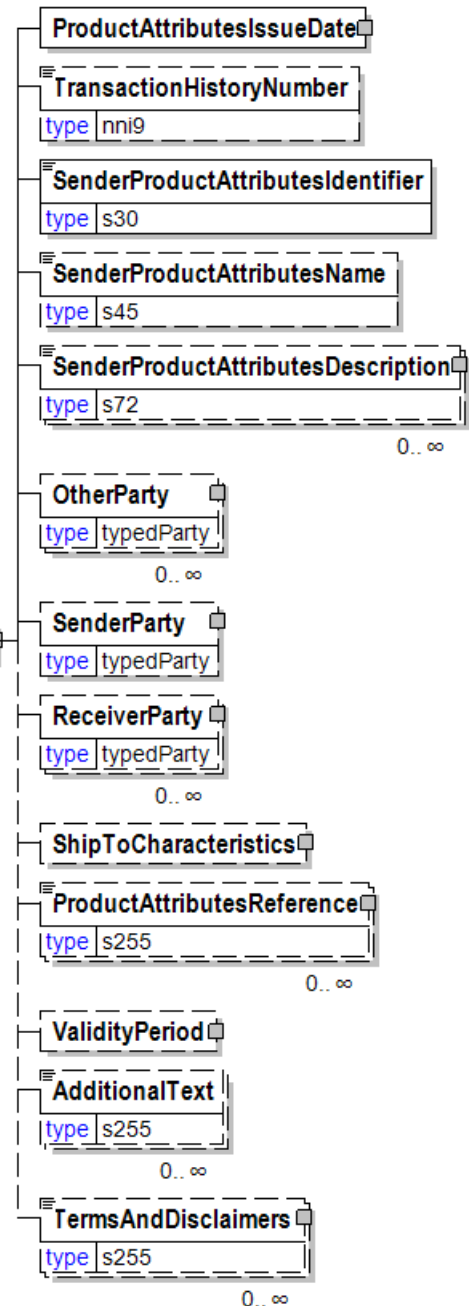 ProductAttributesIssueDate
TransactionHistoryNumber
type nni9
SenderProductAttributesIdentifier
type s30
SenderProductAttributesName
type s45
SenderProductAttributesDescription
type s72
0.. ∞
OtherParty
type typedParty
0.. ∞
SenderParty
type typedParty
ReceiverParty
type typedParty
0.. ∞
ShipToCharacteristics
ProductAttributesReference
type s255
0.. ∞
ValidityPeriod
AdditionalText
type s255
0.. ∞
TermsAndDisclaimers
type s255
0.. ∞